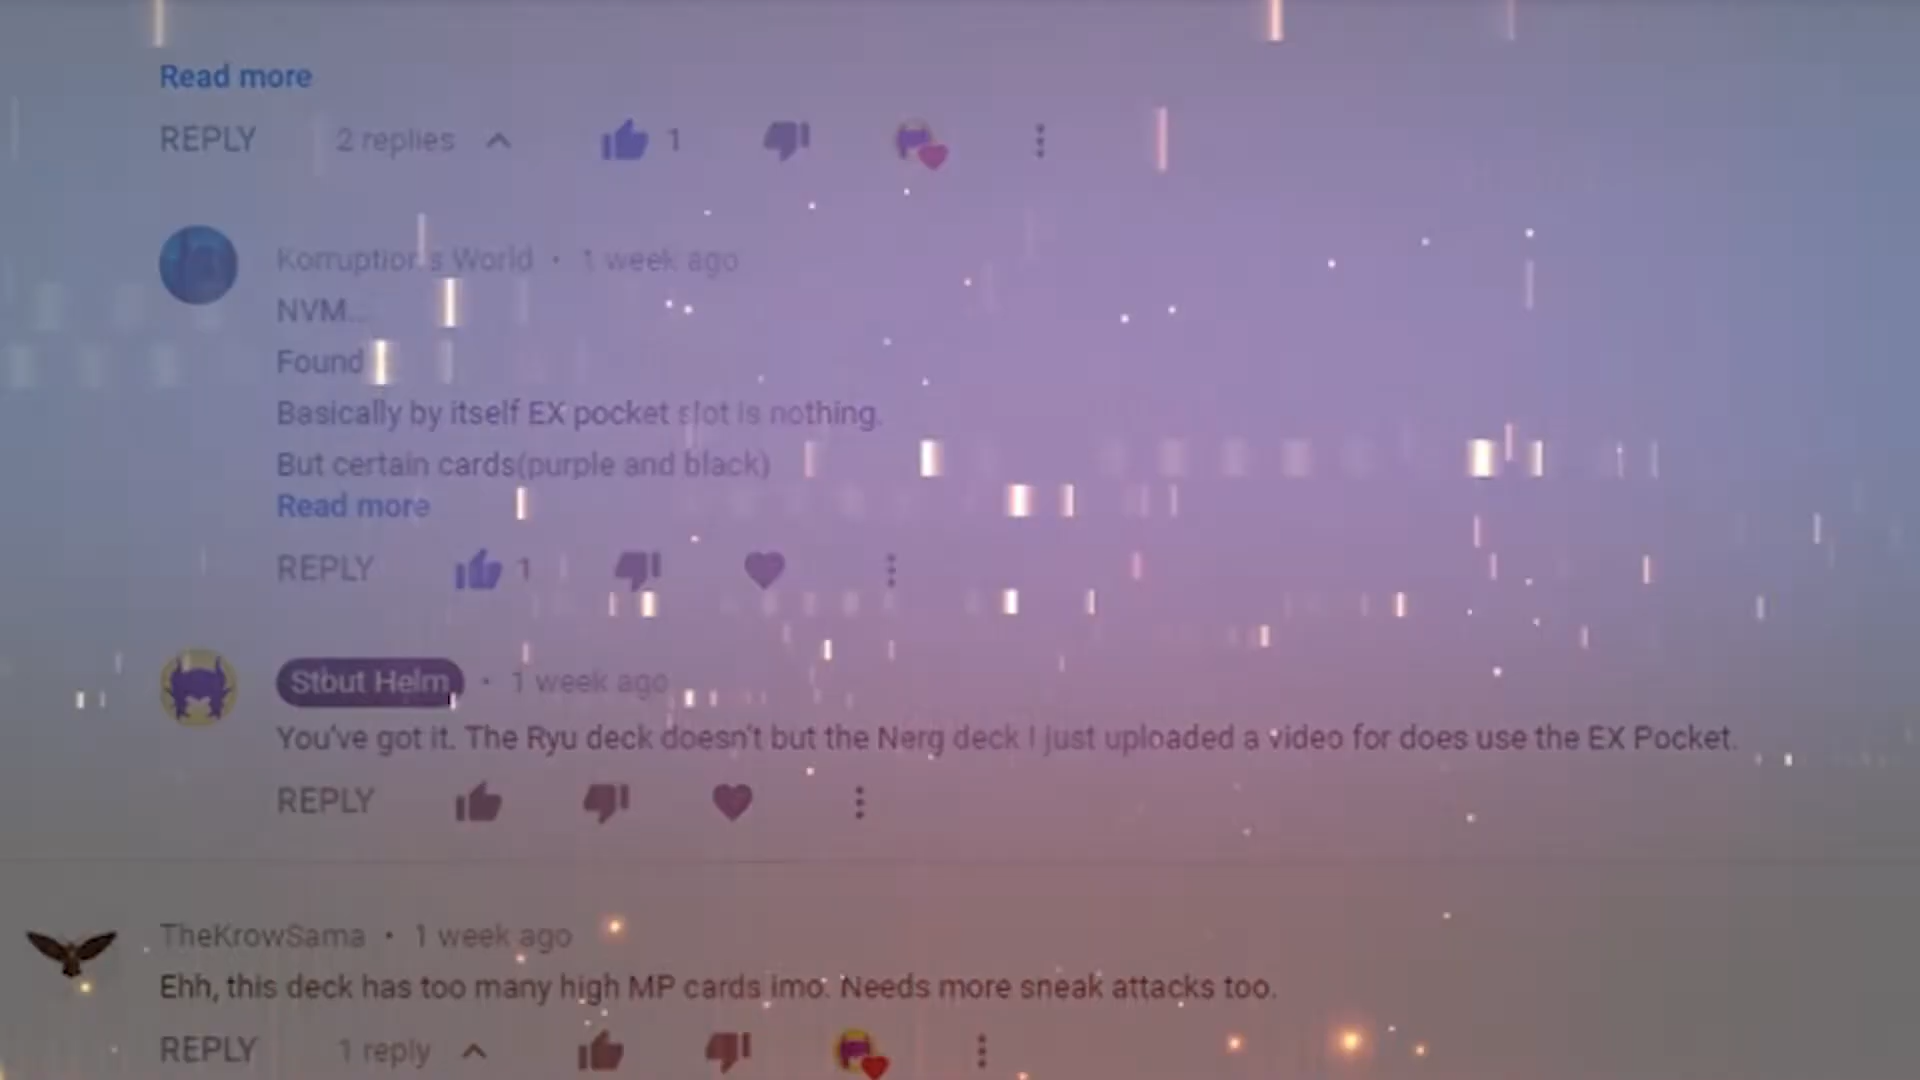 Read more
REPLY 2 replies 1
Korruption's World • 1 week ago
NVM...
Found
Basically by itself EX pocket slot is nothing.
But certain cards(purple and black)
Read more
REPLY 1
Stout Helm • 1 week ago
You've got it. The Ryu deck doesn't but the Nerg deck I just uploaded a video for does use the EX Pocket.
REPLY
TheKrowSama • 1 week ago
Ehh, this deck has too many high MP cards imo. Needs more sneak attacks too.
REPLY 1 reply